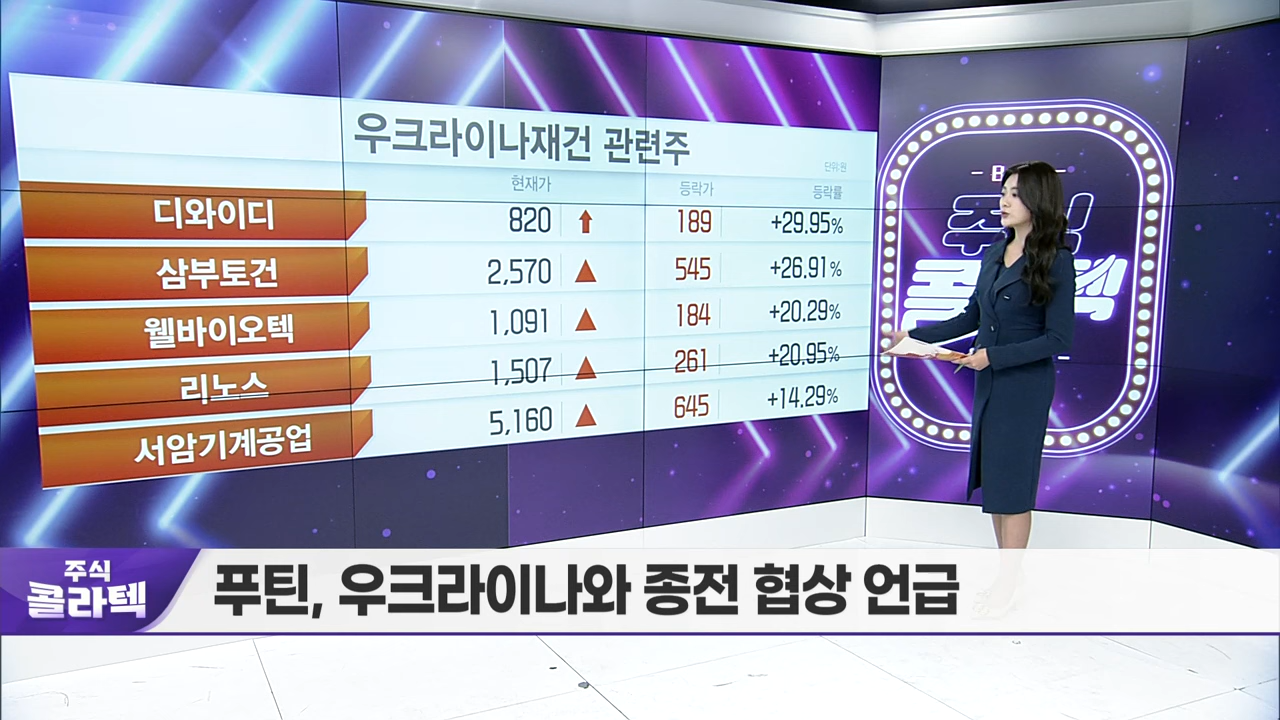 우크라이나재건 관련주
단위:원
현재가 등락가 등락률
디와이디 820 189 +29.95%
삼부토건 2,570 545 +26.91%
웰바이오텍 1,091 184 +20.29%
리노스 1,507 261 +20.95%
서암기계공업 5,160 645 +14.29%
주식
콜라텍
주식
콜라텍
푸틴, 우크라이나와 종전 협상 언급